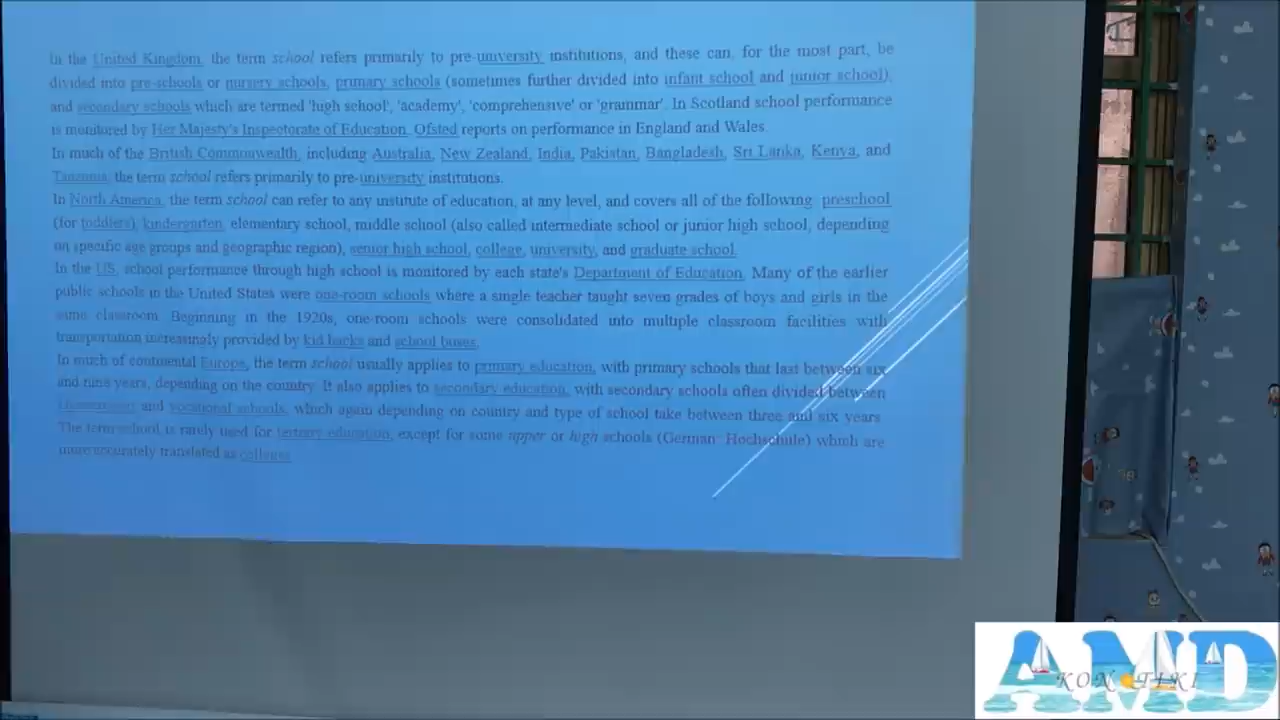 In the United Kingdom, the term school refers primarily to pre-university institutions, and these can, for the most part, be
divided into pre-schools or nursery schools, primary schools (sometimes further divided into infant school and junior school),
and secondary schools which are termed 'high school', 'academy', 'comprehensive' or 'grammar'. In Scotland school performance
is monitored by Her Majesty's Inspectorate of Education. Ofsted reports on performance in England and Wales.
In much of the British Commonwealth, including Australia, New Zealand, India, Pakistan, Bangladesh, Sri Lanka, Kenya, and
Tanzania, the term school refers primarily to pre-university institutions.
In North America, the term school can refer to any institute of education, at any level, and covers all of the following: preschool
(for toddlers), kindergarten, elementary school, middle school (also called intermediate school or junior high school, depending
on specific age groups and geographic region), senior high school, college, university, and graduate school.
In the US, school performance through high school is monitored by each state's Department of Education. Many of the earlier
public schools in the United States were one-room schools where a single teacher taught seven grades of boys and girls in the
same classroom. Beginning in the 1920s, one-room schools were consolidated into multiple classroom facilities with
transportation increasingly provided by kid hacks and school buses.
In much of continental Europe, the term school usually applies to primary education, with primary schools that last between six
and nine years, depending on the country. It also applies to secondary education, with secondary schools often divided between
Gymnasiums and vocational schools, which again depending on country and type of school take between three and six years.
The term school is rarely used for tertiary education, except for some upper or high schools (German: Hochschule) which are
more accurately translated as colleges.
AMD
KON TIKI